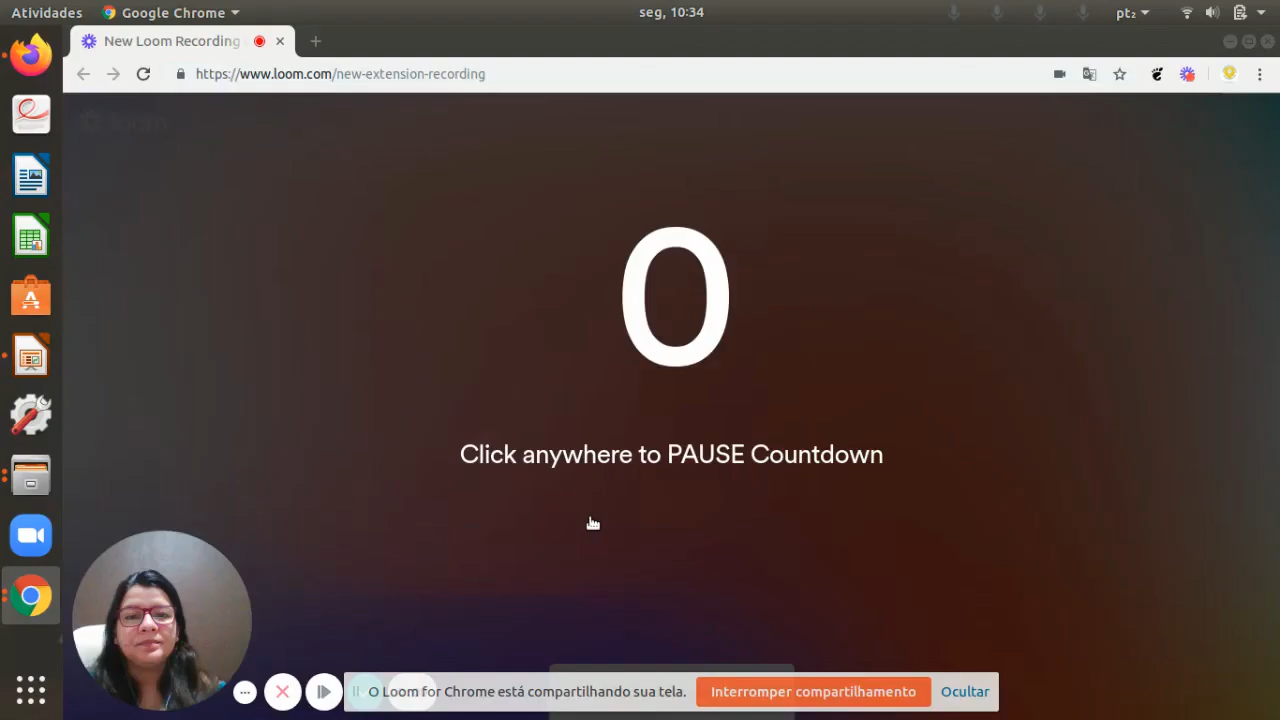 Atividades
Google Chrome
seg, 10:34
pt₂
New Loom Recording
https://www.loom.com/new-extension-recording
0
Click anywhere to PAUSE Countdown
O Loom for Chrome está compartilhando sua tela.
Interromper compartilhamento
Ocultar